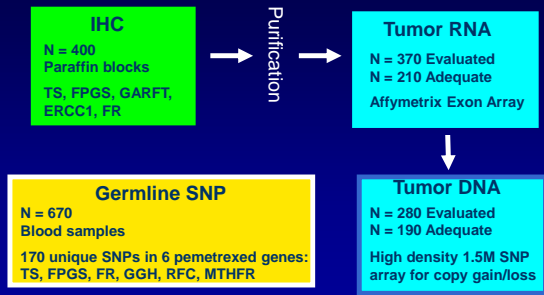 IHC
N = 400
Paraffin blocks
TS, FPGS, GARFT,
ERCC1, FR
Purification
Tumor RNA
N = 370 Evaluated
N = 210 Adequate
Affymetrix Exon Array
Germline SNP
N = 670
Blood samples
170 unique SNPs in 6 pemetrexed genes:
TS, FPGS, FR, GGH, RFC, MTHFR
Tumor DNA
N = 280 Evaluated
N = 190 Adequate
High density 1.5M SNP
array for copy gain/loss